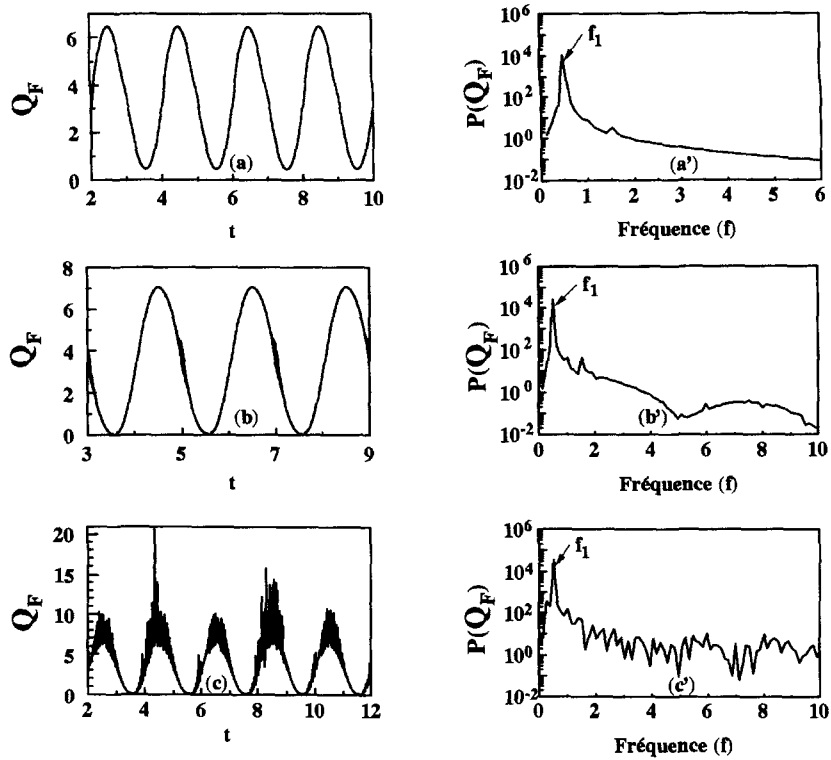 6
4
2
0
Q_F
(a)
2 4 6 8 10
t
10^6
10^4
10^2
10^0
10^-2
P(Q_F)
f_1
(a')
0 1 2 3 4 5 6
Fréquence (f)
8
6
4
2
0
Q_F
(b)
3 5 7 9
t
10^6
10^4
10^2
10^0
10^-2
P(Q_F)
f_1
(b')
0 2 4 6 8 10
Fréquence (f)
20
15
10
5
0
Q_F
(c)
2 4 6 8 10 12
t
10^6
10^4
10^2
10^0
10^-2
P(Q_F)
f_1
(c')
0 2 4 6 8 10
Fréquence (f)